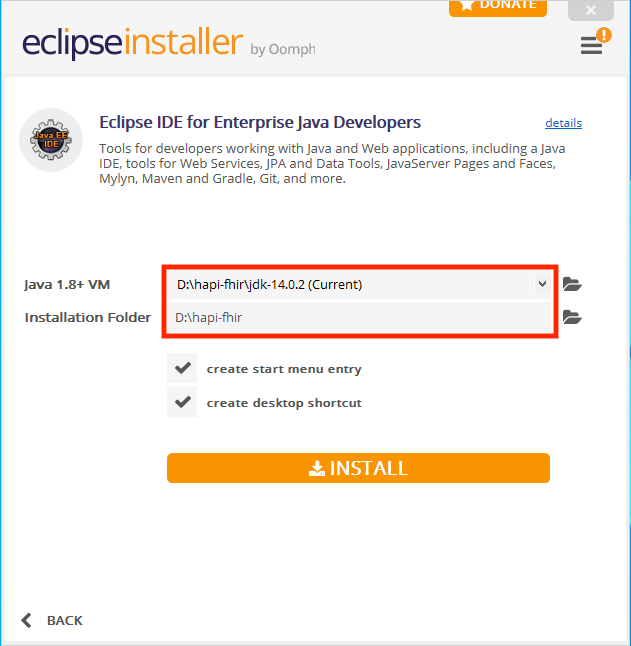 DONATE
eclipseinstaller by Oomph
!
Java EE
IDE
Eclipse IDE for Enterprise Java Developers
details
Tools for developers working with Java and Web applications, including a Java
IDE, tools for Web Services, JPA and Data Tools, JavaServer Pages and Faces,
Mylyn, Maven and Gradle, Git, and more.
Java 1.8+ VM
D:\hapi-fhir\jdk-14.0.2 (Current)
Installation Folder
D:\hapi-fhir
create start menu entry
create desktop shortcut
INSTALL
BACK